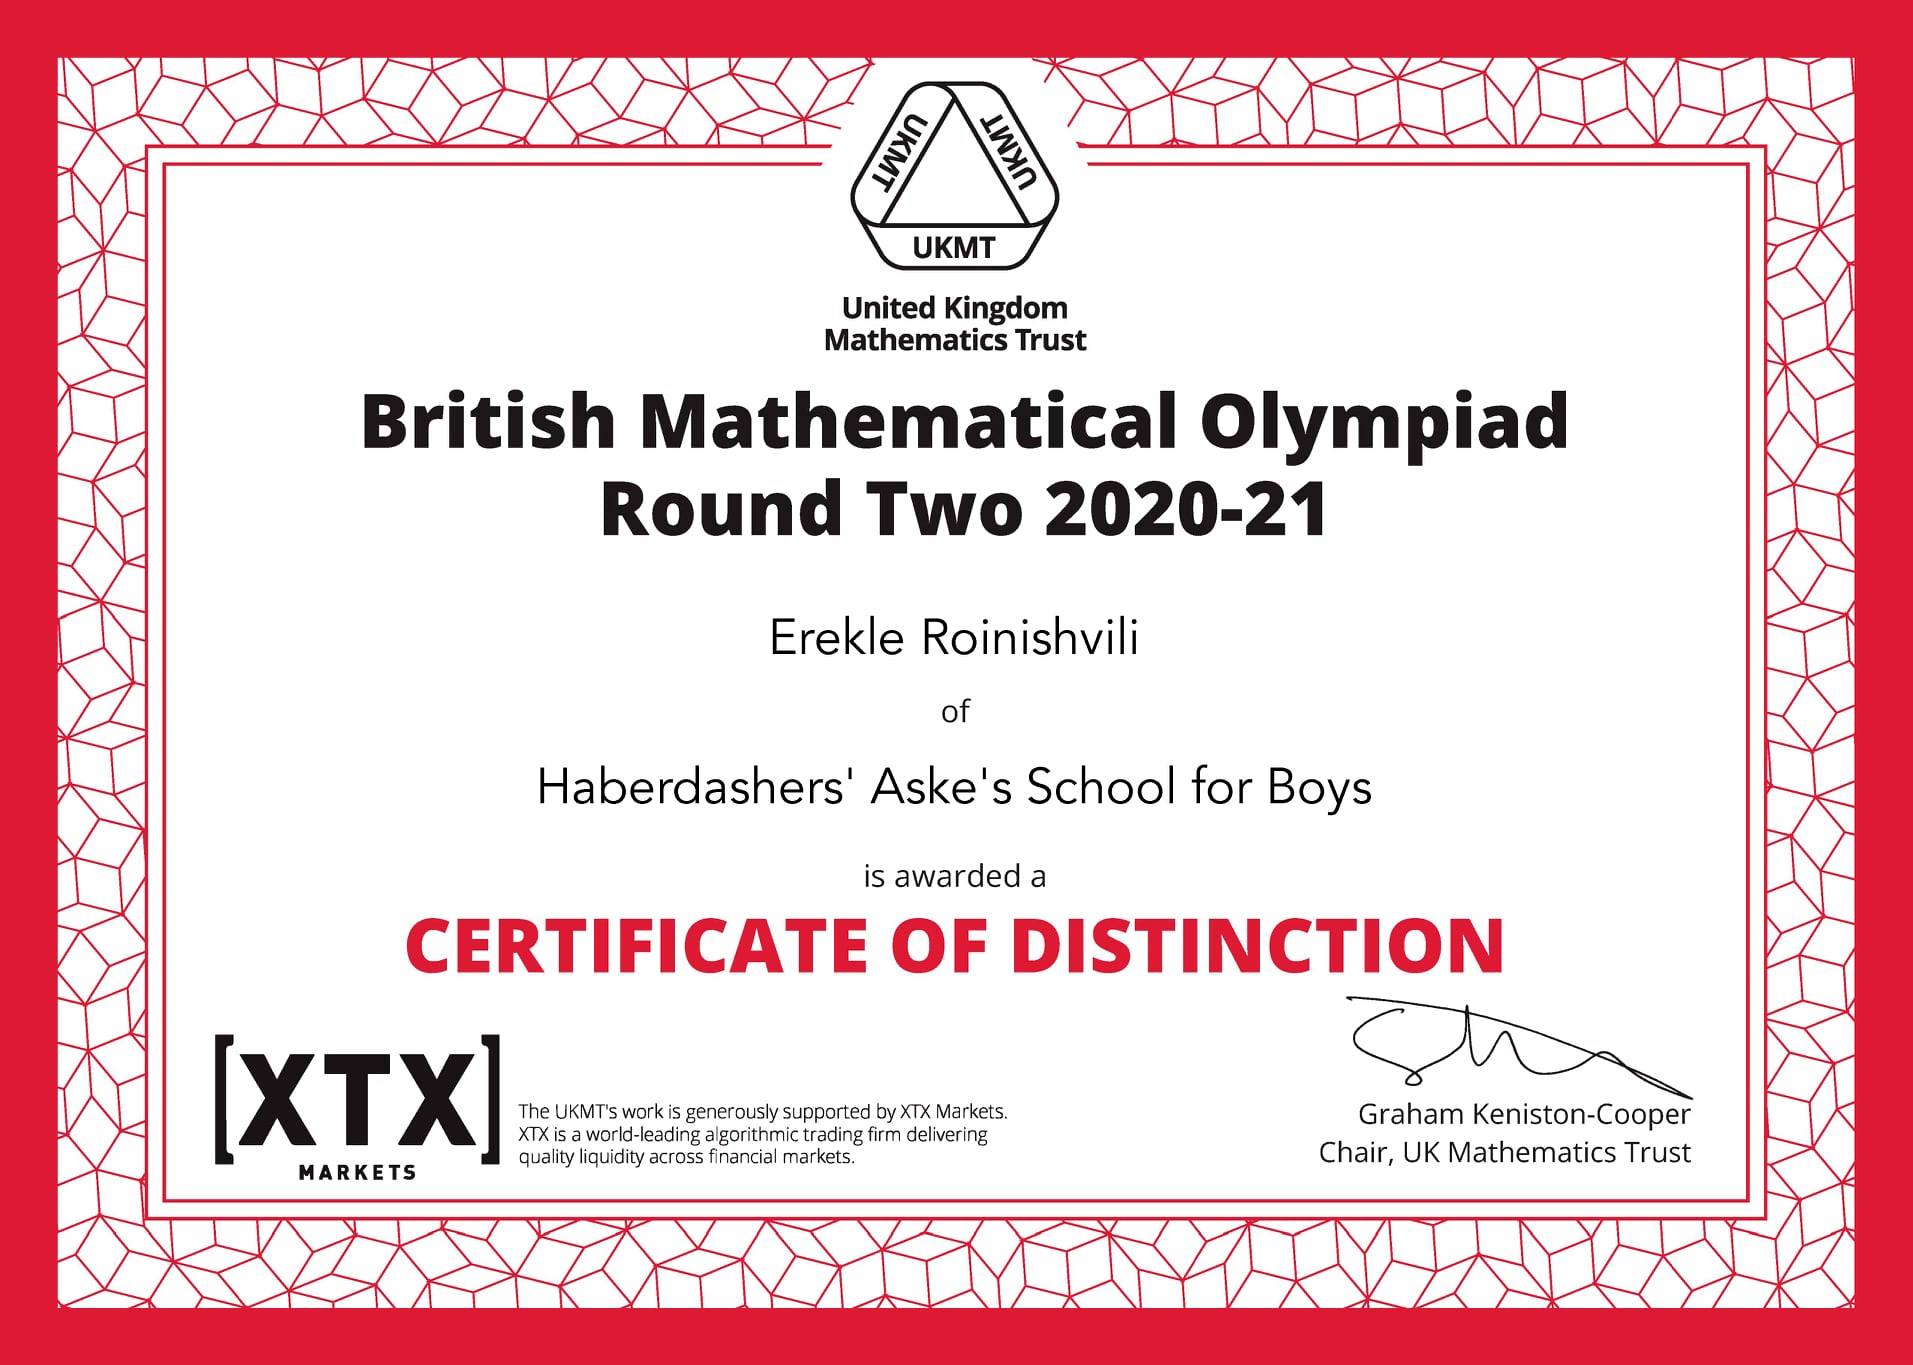 UKMT
UKMT
UKMT
United Kingdom
Mathematics Trust
British Mathematical Olympiad
Round Two 2020-21
Erekle Roinishvili
of
Haberdashers' Aske's School for Boys
is awarded a
CERTIFICATE OF DISTINCTION
[XTX]
MARKETS
The UKMT's work is generously supported by XTX Markets.
XTX is a world-leading algorithmic trading firm delivering
quality liquidity across financial markets.
Graham Keniston-Cooper
Chair, UK Mathematics Trust